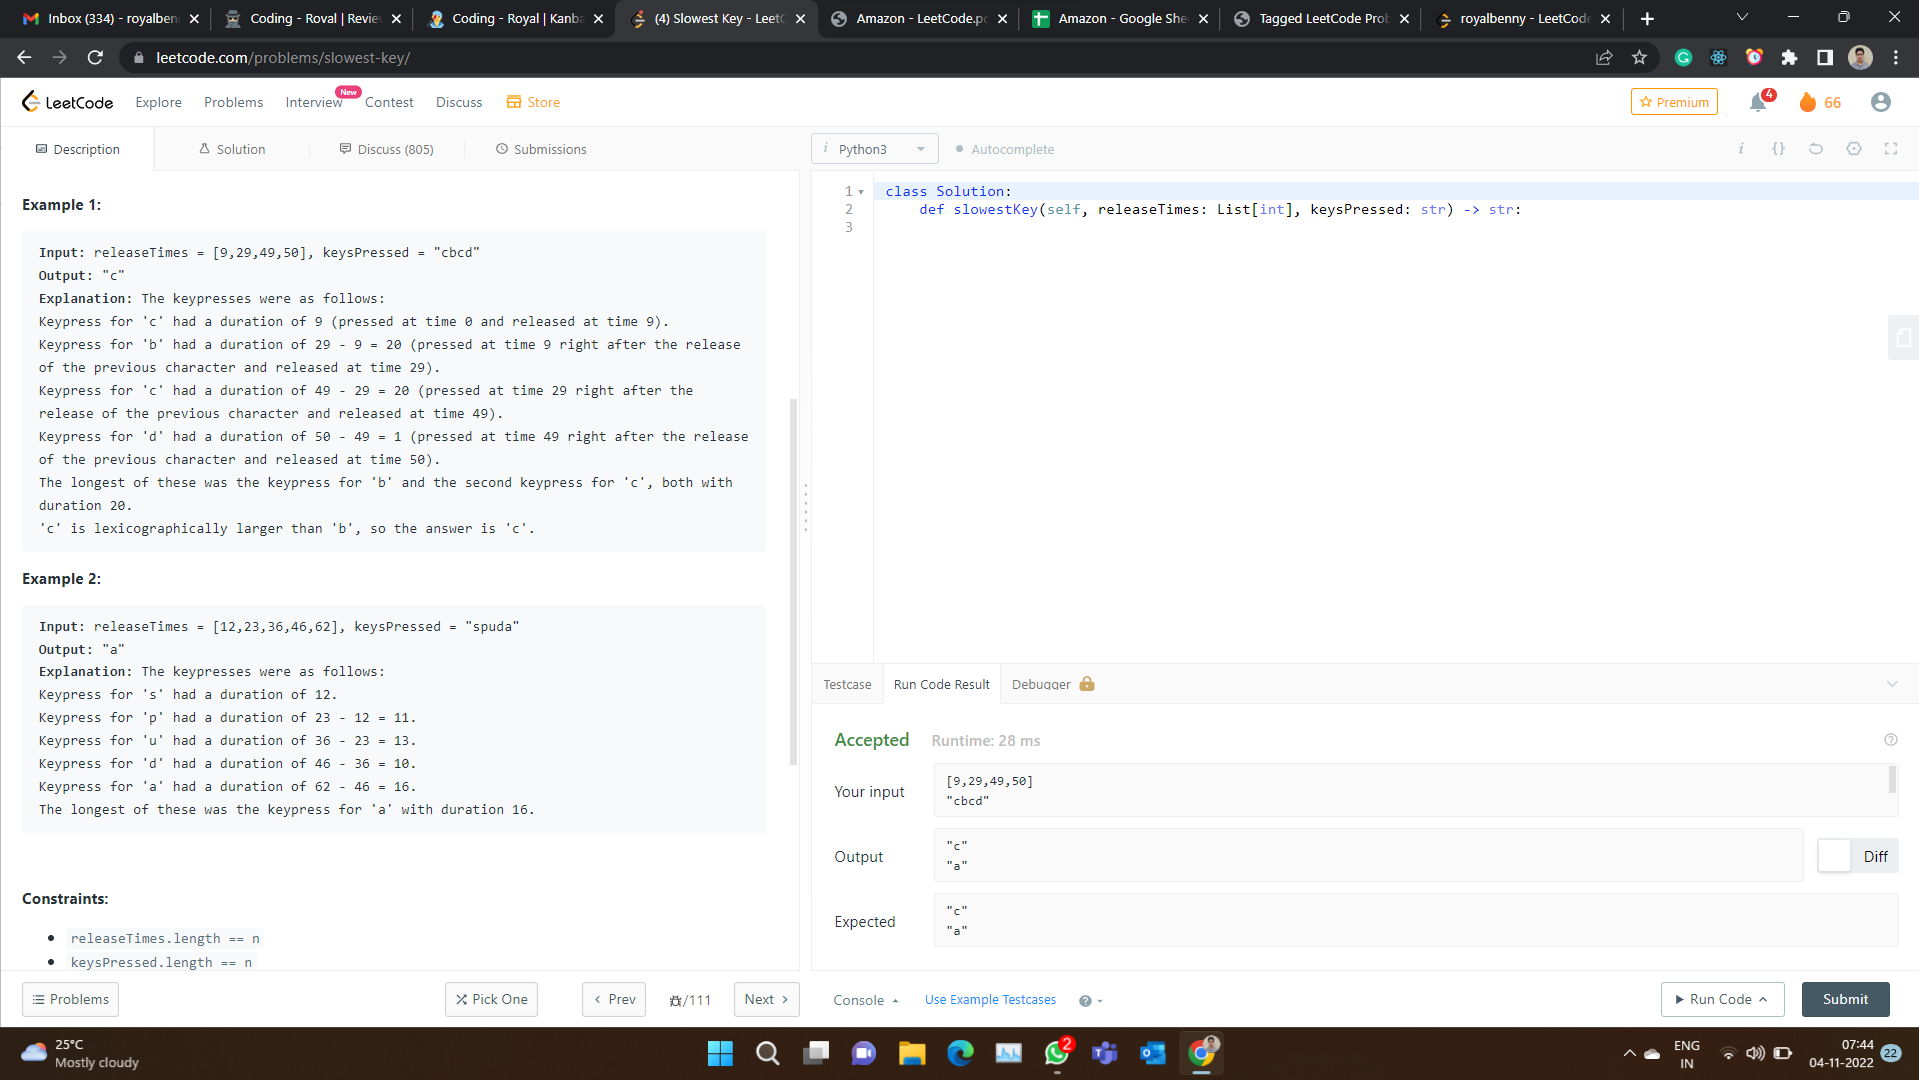 Inbox (334) - royalben
Coding - Roval | Revie
Coding - Royal | Kanba
(4) Slowest Key - LeetC
Amazon - LeetCode.pc
Amazon - Google She
Tagged LeetCode Prob
royalbenny - LeetCode
leetcode.com/problems/slowest-key/
LeetCode
Explore
Problems
Interview
New
Contest
Discuss
Store
Premium
4
66
Description
Solution
Discuss (805)
Submissions
i Python3
Autocomplete
i
{}
Example 1:
Input: releaseTimes = [9,29,49,50], keysPressed = "cbcd"
Output: "c"
Explanation: The keypresses were as follows:
Keypress for 'c' had a duration of 9 (pressed at time 0 and released at time 9).
Keypress for 'b' had a duration of 29 - 9 = 20 (pressed at time 9 right after the release
of the previous character and released at time 29).
Keypress for 'c' had a duration of 49 - 29 = 20 (pressed at time 29 right after the
release of the previous character and released at time 49).
Keypress for 'd' had a duration of 50 - 49 = 1 (pressed at time 49 right after the release
of the previous character and released at time 50).
The longest of these was the keypress for 'b' and the second keypress for 'c', both with
duration 20.
'c' is lexicographically larger than 'b', so the answer is 'c'.
Example 2:
Input: releaseTimes = [12,23,36,46,62], keysPressed = "spuda"
Output: "a"
Explanation: The keypresses were as follows:
Keypress for 's' had a duration of 12.
Keypress for 'p' had a duration of 23 - 12 = 11.
Keypress for 'u' had a duration of 36 - 23 = 13.
Keypress for 'd' had a duration of 46 - 36 = 10.
Keypress for 'a' had a duration of 62 - 46 = 16.
The longest of these was the keypress for 'a' with duration 16.
Constraints:
releaseTimes.length == n
keysPressed.length == n
Problems
Pick One
Prev
/111
Next
1 class Solution:
2 def slowestKey(self, releaseTimes: List[int], keysPressed: str) -> str:
3
Testcase
Run Code Result
Debugger
Accepted
Runtime: 28 ms
Your input
[9,29,49,50]
"cbcd"
Output
"c"
"a"
Diff
Expected
"c"
"a"
Console
Use Example Testcases
Run Code
Submit
25°C
Mostly cloudy
2
ENG
IN
07:44
04-11-2022
22